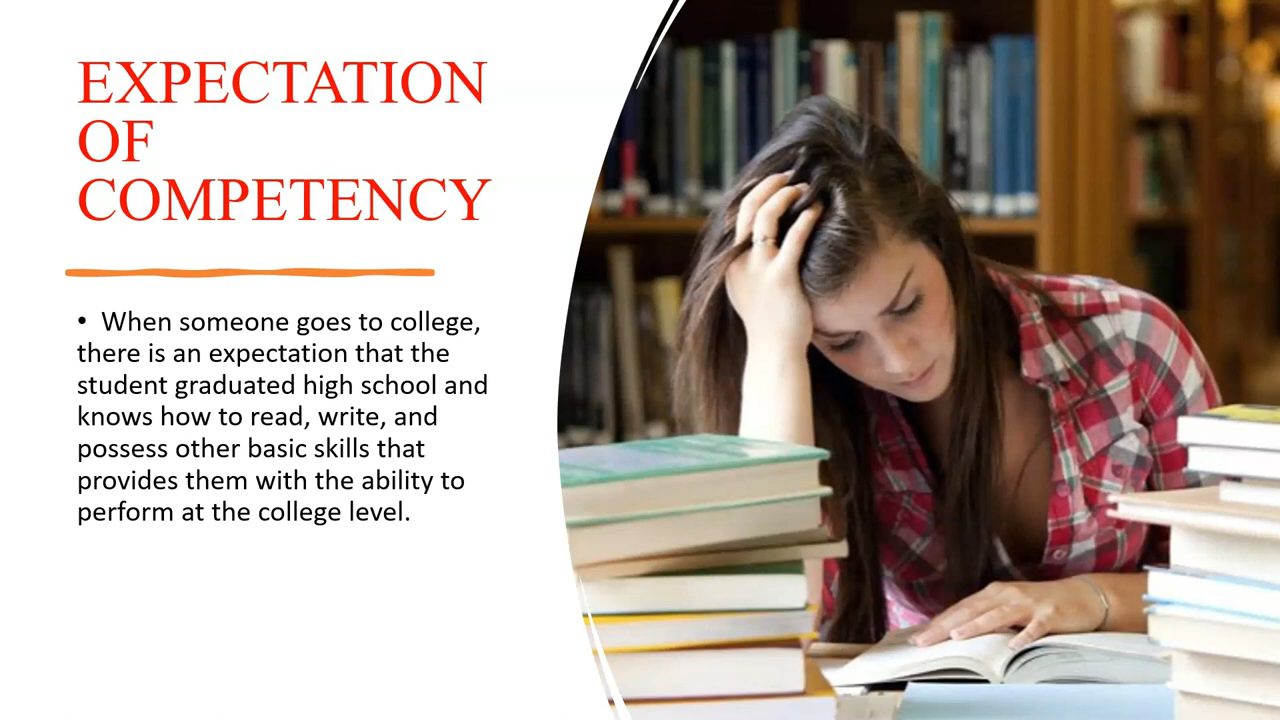 EXPECTATION
OF
COMPETENCY
• When someone goes to college,
there is an expectation that the
student graduated high school and
knows how to read, write, and
possess other basic skills that
provides them with the ability to
perform at the college level.